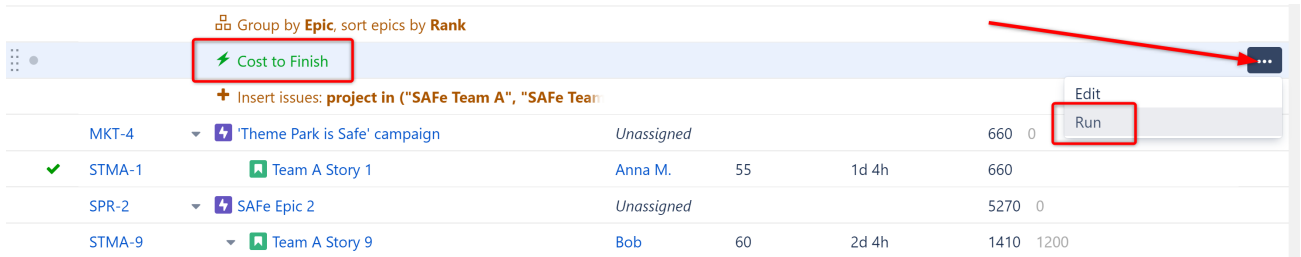 Group by Epic, sort epics by Rank
Cost to Finish
Insert issues: project in ("SAFe Team A", "SAFe Team
Edit
Run
MKT-4 'Theme Park is Safe' campaign Unassigned 660 0
STMA-1 Team A Story 1 Anna M. 55 1d 4h 660
SPR-2 SAFe Epic 2 Unassigned 5270 0
STMA-9 Team A Story 9 Bob 60 2d 4h 1410 1200